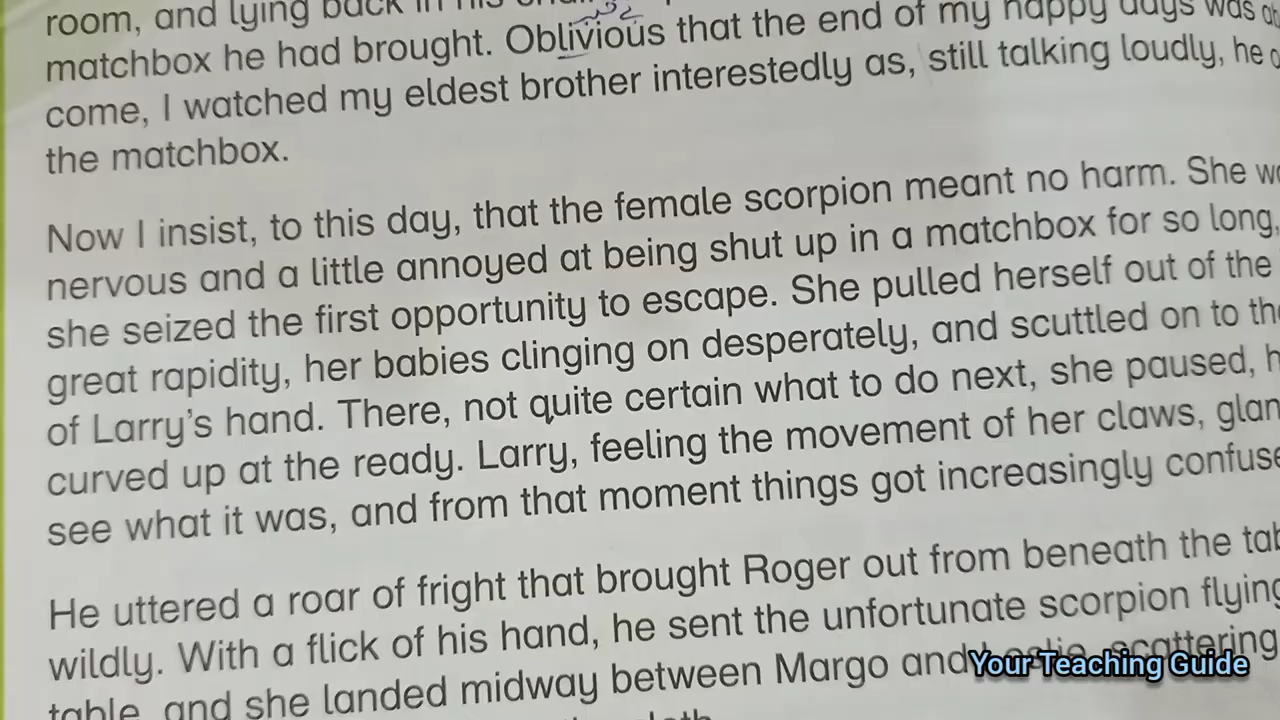 room, and lying back in his
matchbox he had brought. Oblivious that the end of my happy days was
come, I watched my eldest brother interestedly as, still talking loudly, he
the matchbox.
Now I insist, to this day, that the female scorpion meant no harm. She
nervous and a little annoyed at being shut up in a matchbox for so long,
she seized the first opportunity to escape. She pulled herself out of the
great rapidity, her babies clinging on desperately, and scuttled on to
of Larry's hand. There, not quite certain what to do next, she paused,
curved up at the ready. Larry, feeling the movement of her claws,
see what it was, and from that moment things got increasingly
He uttered a roar of fright that brought Roger out from beneath the
wildly. With a flick of his hand, he sent the unfortunate scorpion flying
table, and she landed midway between Margo and scattering
Your Teaching Guide